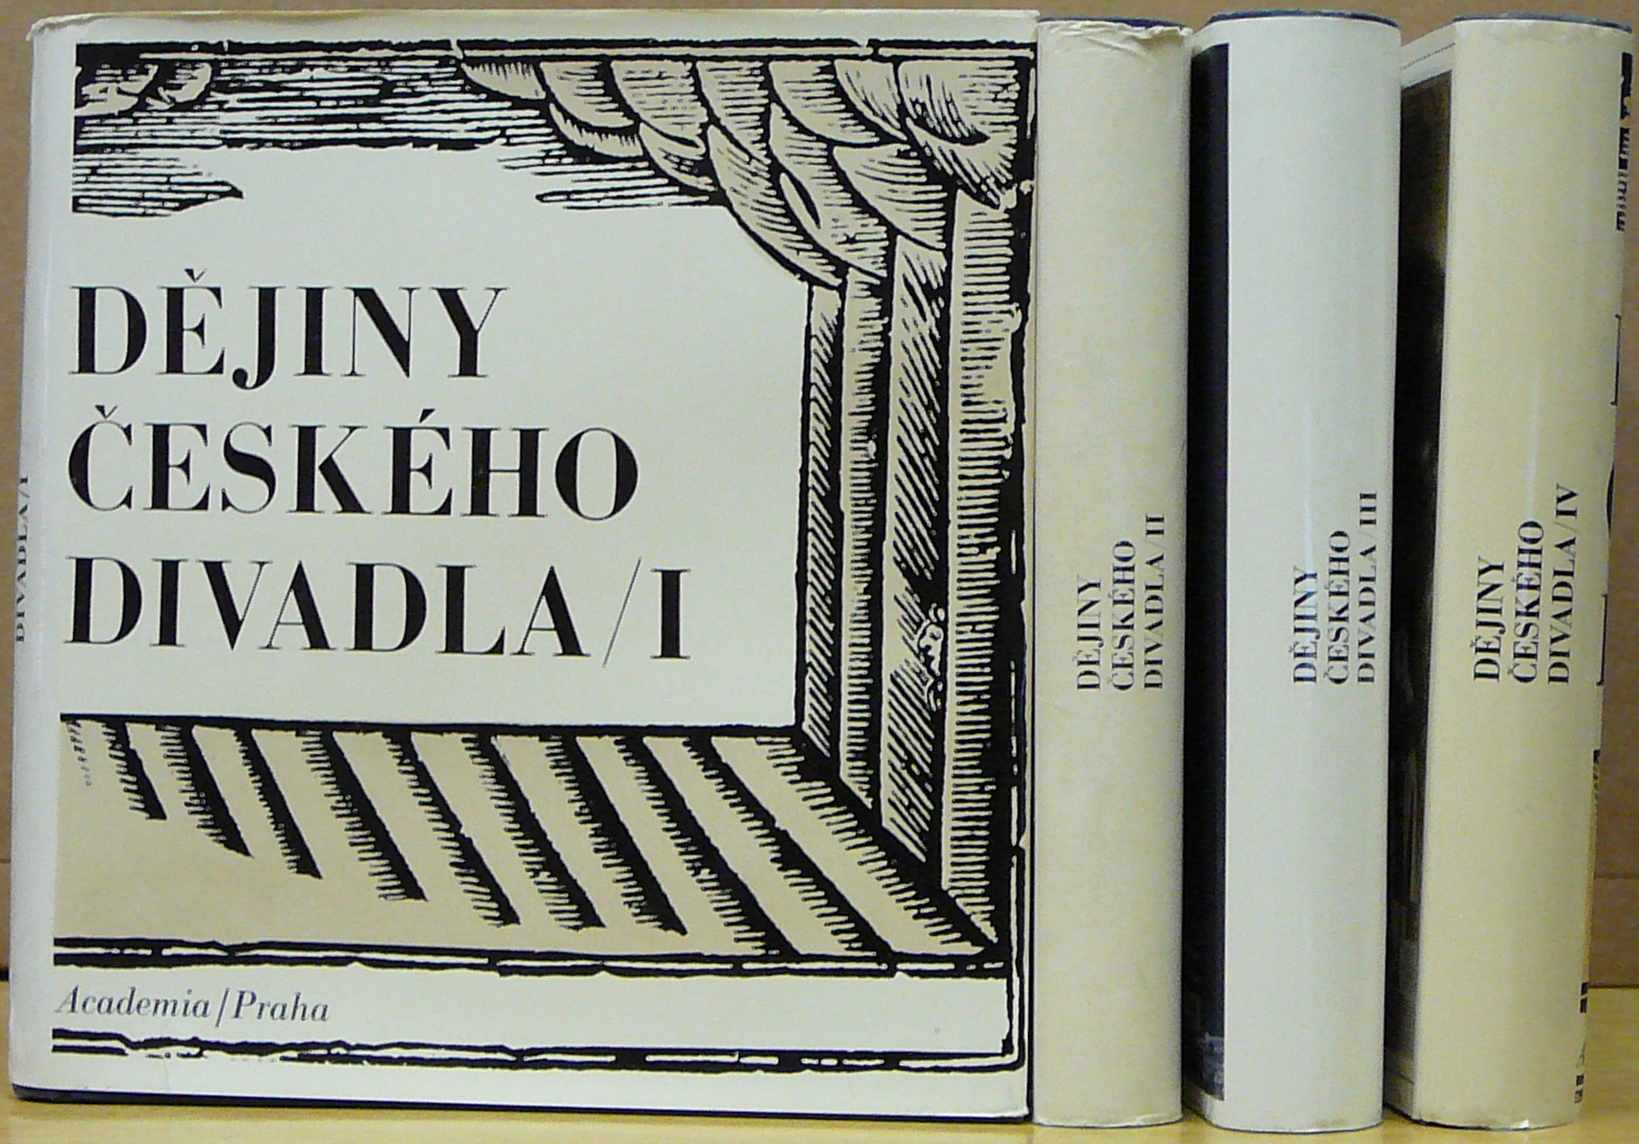 DĚJINY
ČESKÉHO
DIVADLA/I
Academia/Praha
DIVADLA/I
DĚJINY
ČESKÉHO
DIVADLA/II
DĚJINY
ČESKÉHO
DIVADLA/III
DĚJINY
ČESKÉHO
DIVADLA/IV